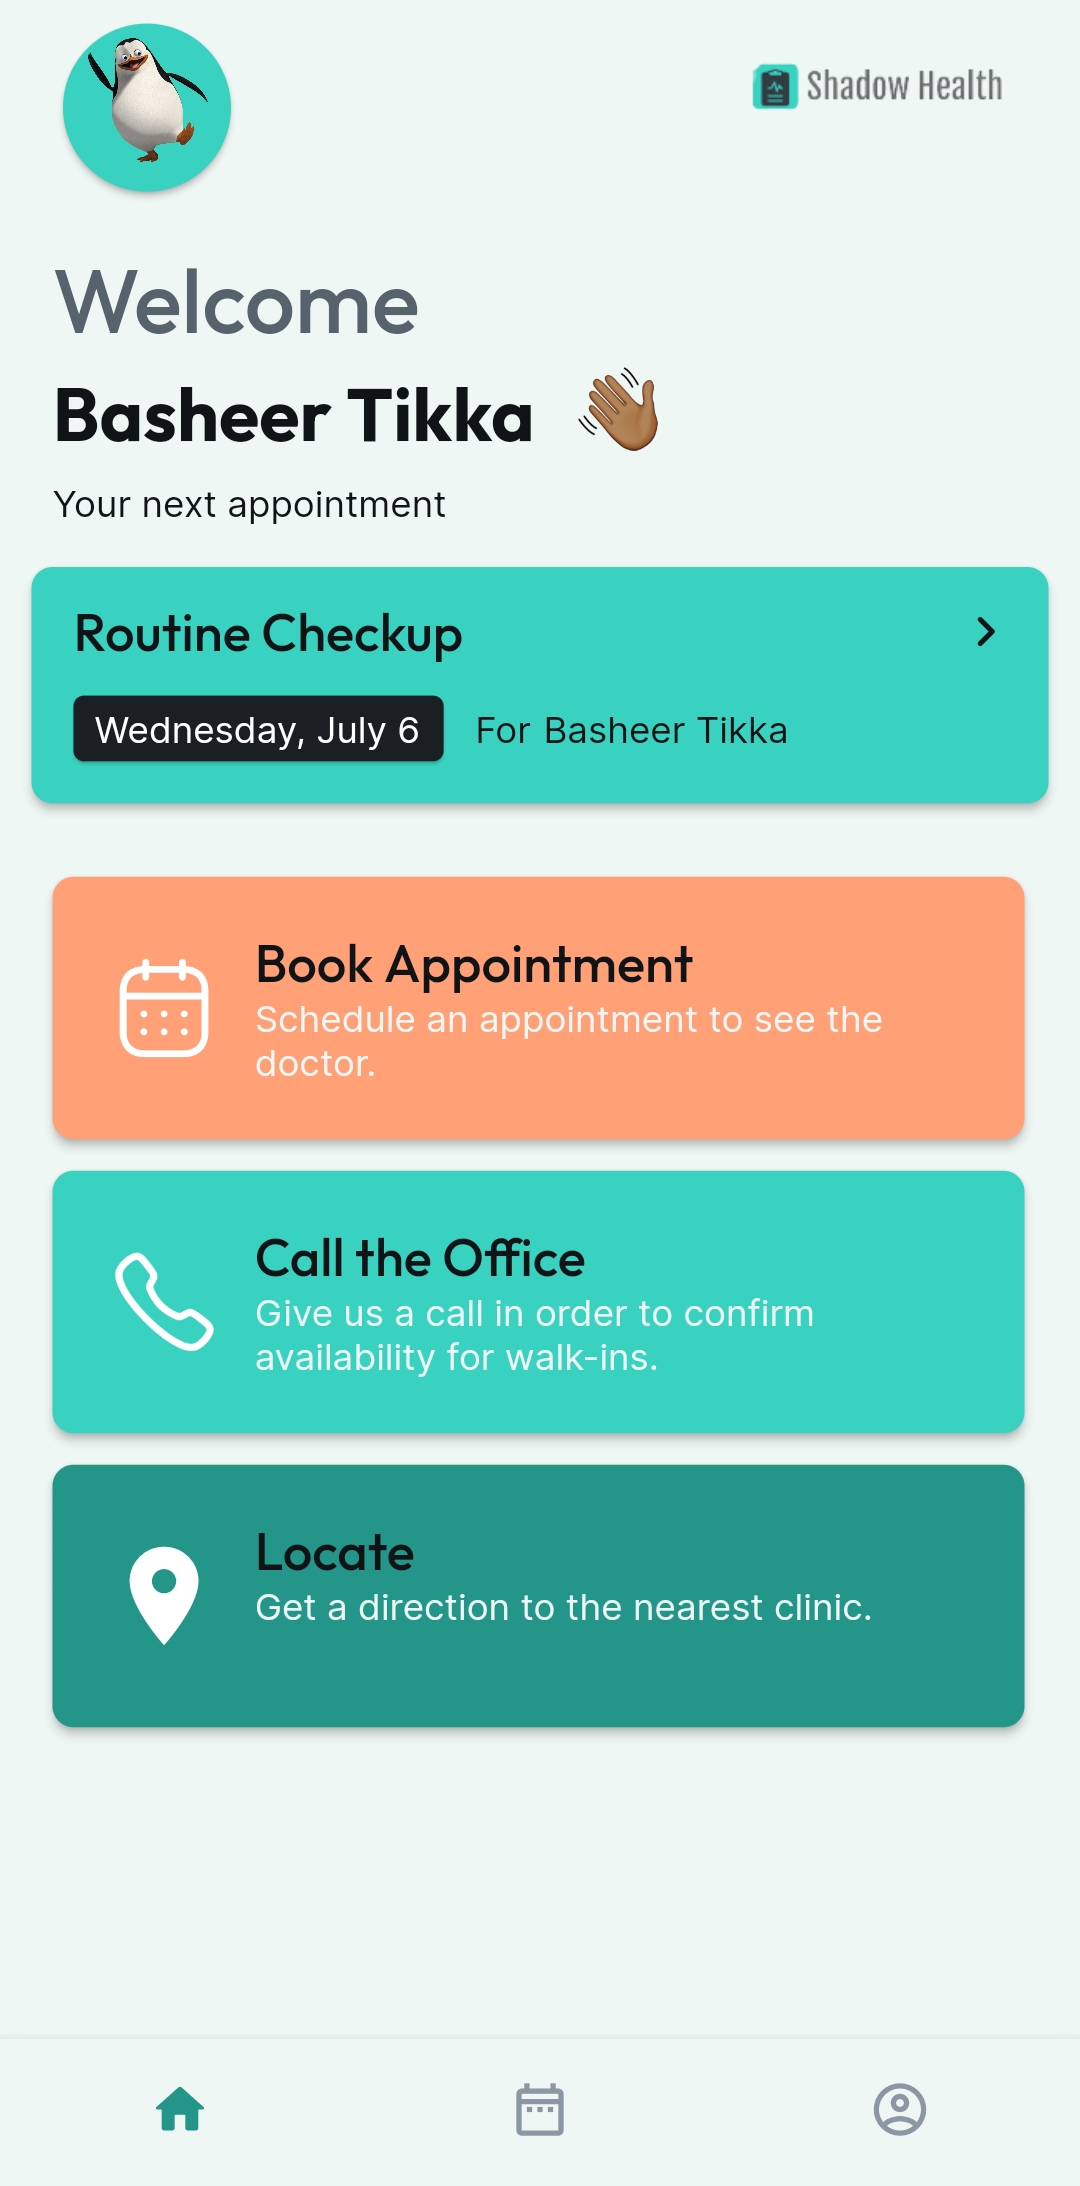 Shadow Health
Welcome
Basheer Tikka 👋🏾
Your next appointment
Routine Checkup
Wednesday, July 6 For Basheer Tikka
Book Appointment
Schedule an appointment to see the
doctor.
Call the Office
Give us a call in order to confirm
availability for walk-ins.
Locate
Get a direction to the nearest clinic.